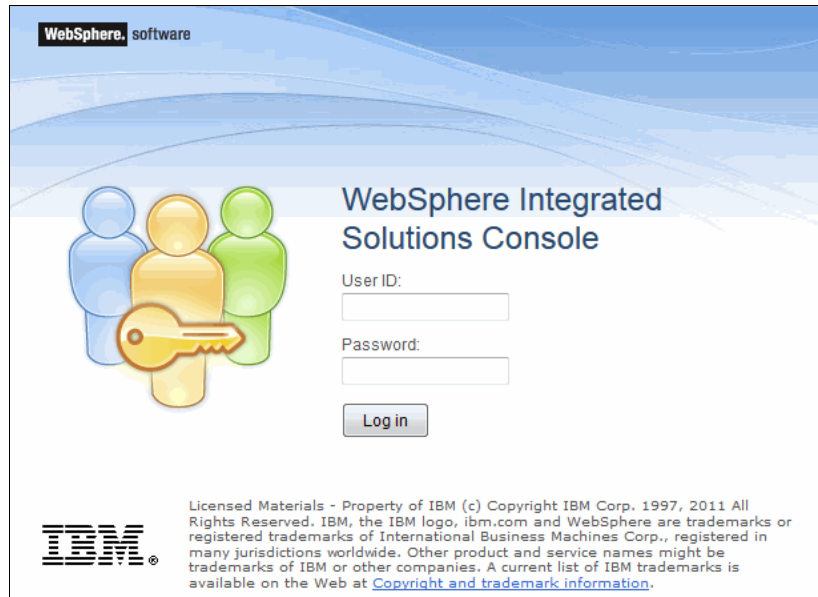 WebSphere. software
WebSphere Integrated
Solutions Console
User ID:
Password:
Log in
IBM®
Licensed Materials - Property of IBM (c) Copyright IBM Corp. 1997, 2011 All
Rights Reserved. IBM, the IBM logo, ibm.com and WebSphere are trademarks or
registered trademarks of International Business Machines Corp., registered in
many jurisdictions worldwide. Other product and service names might be
trademarks of IBM or other companies. A current list of IBM trademarks is
available on the Web at Copyright and trademark information.